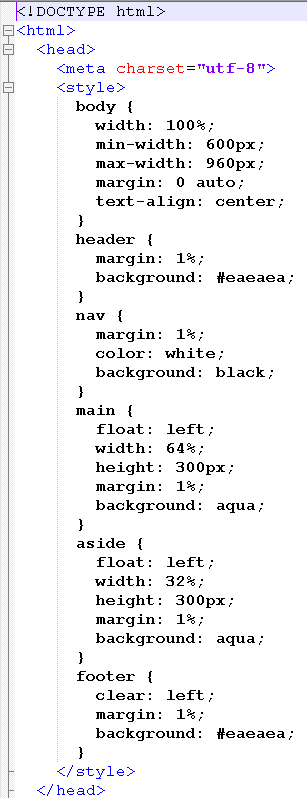 <!DOCTYPE html>
<html>
<head>
<meta charset="utf-8">
<style>
body {
width: 100%;
min-width: 600px;
max-width: 960px;
margin: 0 auto;
text-align: center;
}
header {
margin: 1%;
background: #eaeaea;
}
nav {
margin: 1%;
color: white;
background: black;
}
main {
float: left;
width: 64%;
height: 300px;
margin: 1%;
background: aqua;
}
aside {
float: left;
width: 32%;
height: 300px;
margin: 1%;
background: aqua;
}
footer {
clear: left;
margin: 1%;
background: #eaeaea;
}
</style>
</head>